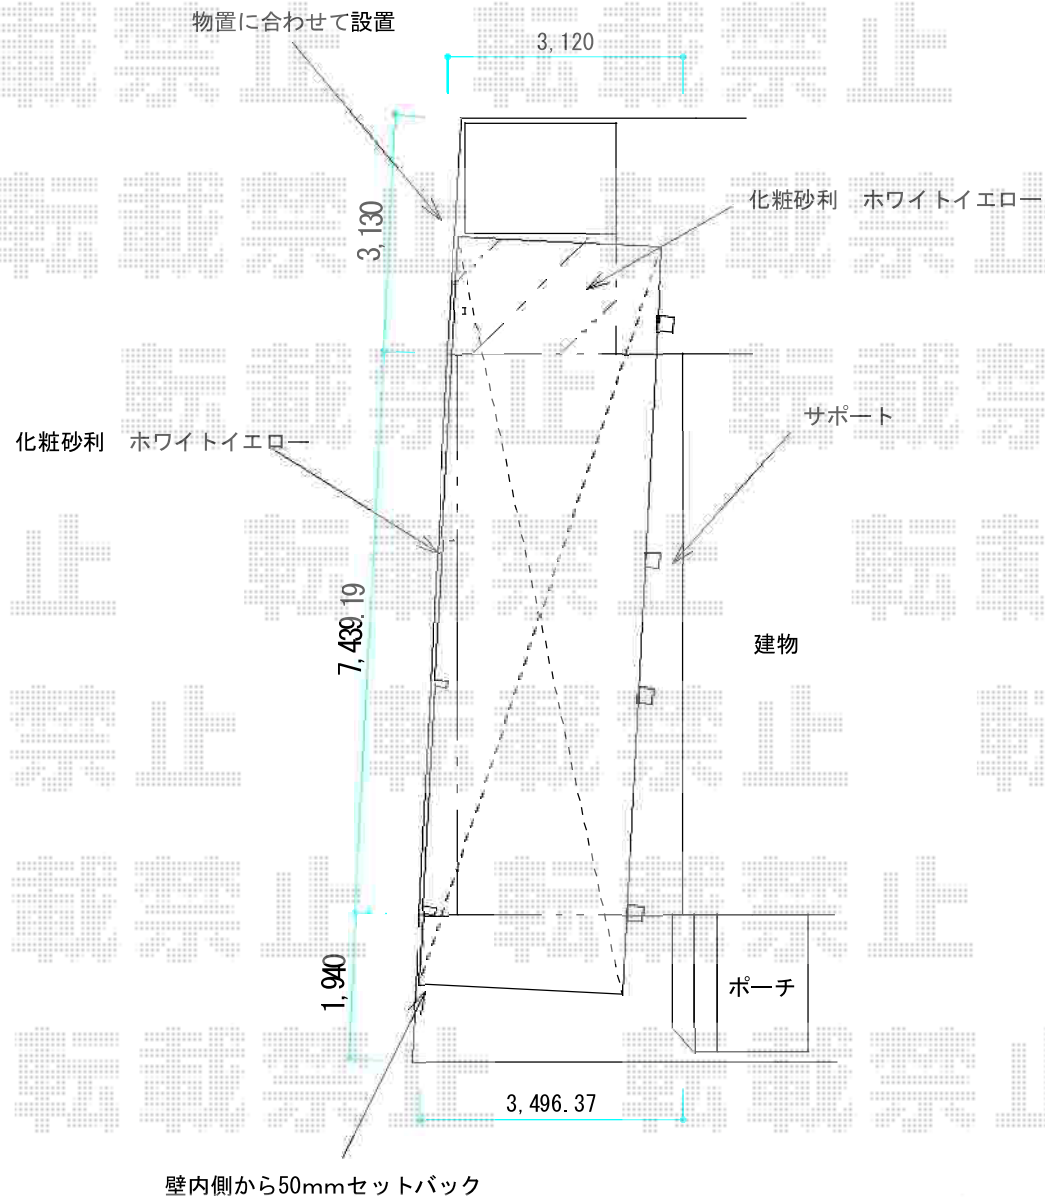 物置に合わせて設置
3,120
化粧砂利　ホワイトイエロー
3,130
サポート
化粧砂利　ホワイトイエロー
7,439.19
建物
1,940
ポーチ
3,496.37
壁内側から50mmセットバック
転載禁止